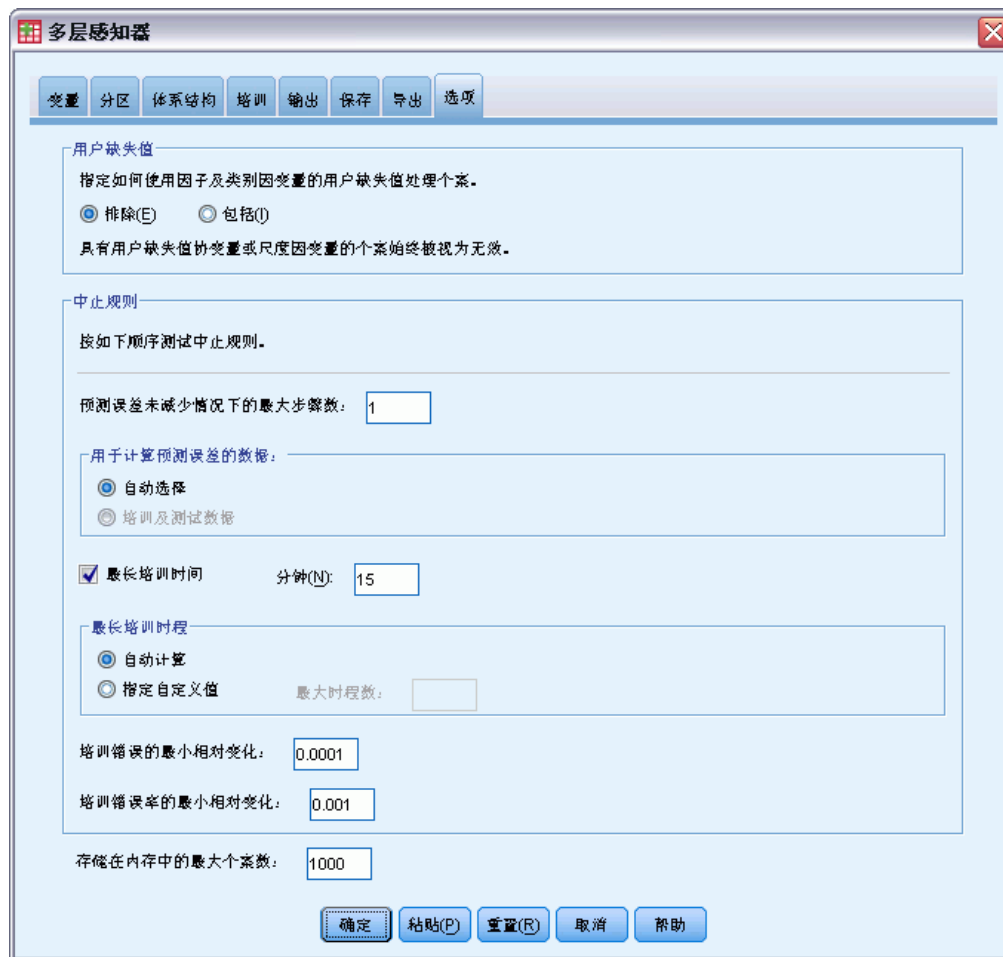 多层感知器
变量 分区 体系结构 培训 输出 保存 导出 选项
用户缺失值
指定如何使用因子及类别因变量的用户缺失值处理个案。
排除(E) 包括(I)
具有用户缺失值协变量或尺度因变量的个案始终被视为无效。
中止规则
按如下顺序测试中止规则。
预测误差未减少情况下的最大步骤数： 1
用于计算预测误差的数据：
自动选择
培训及测试数据
最长培训时间 分钟(N): 15
最长培训时程
自动计算
指定自定义值 最大时程数：
培训错误的最小相对变化： 0.0001
培训错误率的最小相对变化： 0.001
存储在内存中的最大个案数： 1000
确定 粘贴(P) 重置(R) 取消 帮助